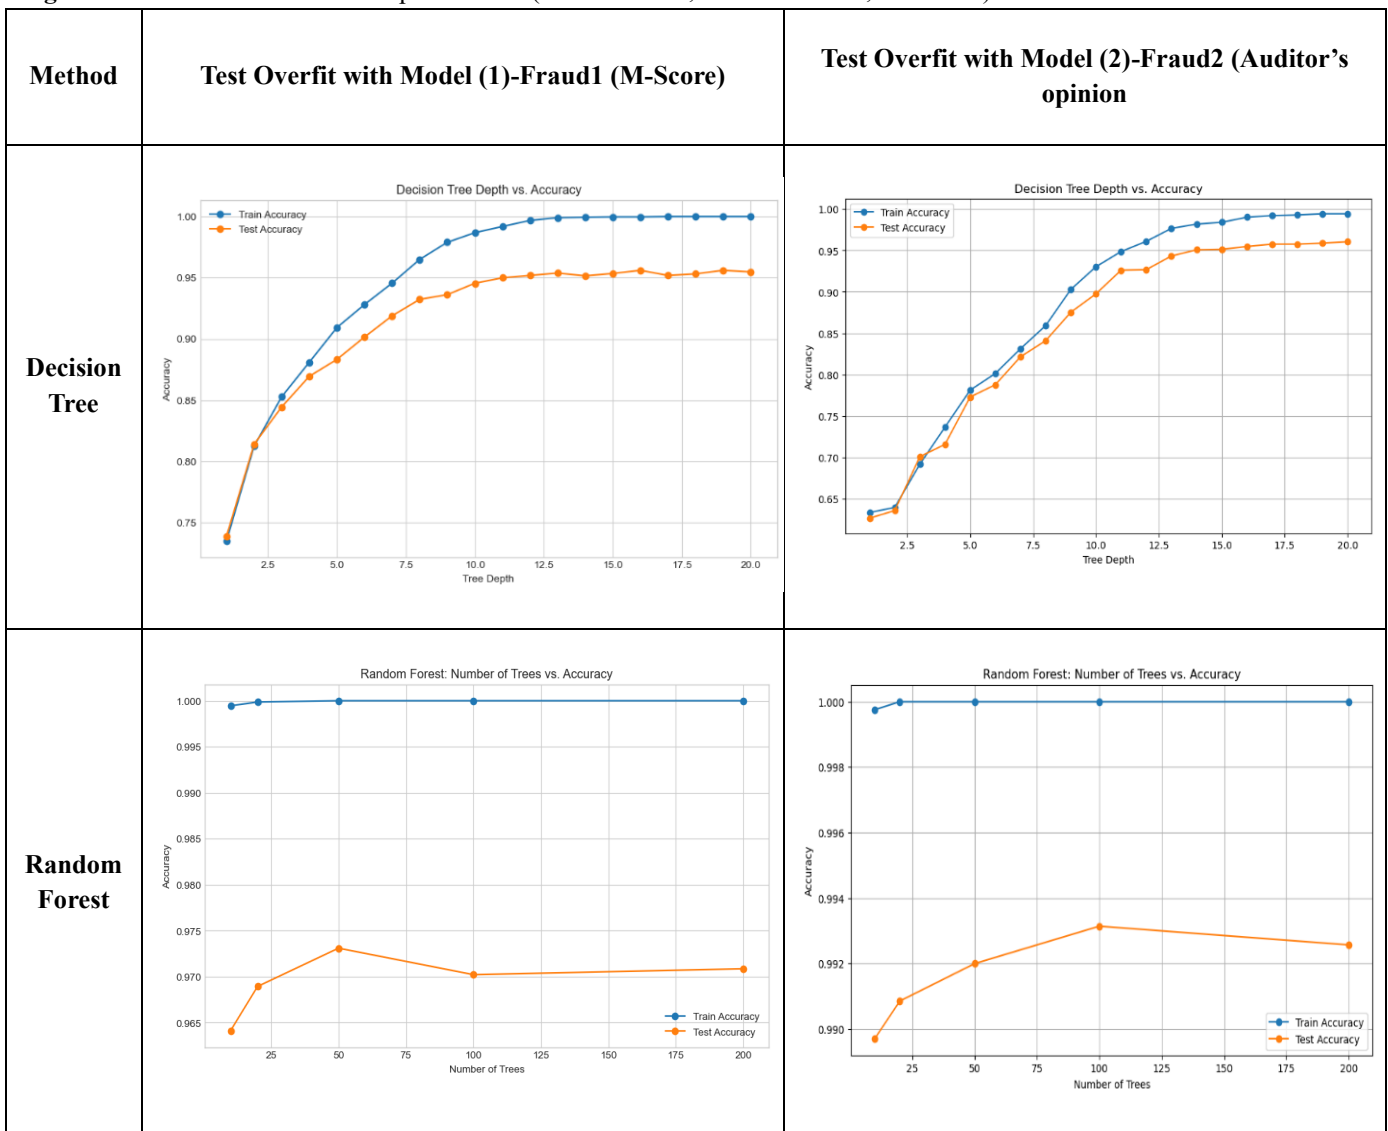 Method
Test Overfit with Model (1)-Fraud1 (M-Score)
Test Overfit with Model (2)-Fraud2 (Auditor’s
opinion
Decision
Tree
Decision Tree Depth vs. Accuracy
Train Accuracy
Test Accuracy
Accuracy
1.00
0.95
0.90
0.85
0.80
0.75
2.5 5.0 7.5 10.0 12.5 15.0 17.5 20.0
Tree Depth
Decision Tree Depth vs. Accuracy
Train Accuracy
Test Accuracy
Accuracy
1.00
0.95
0.90
0.85
0.80
0.75
0.70
0.65
2.5 5.0 7.5 10.0 12.5 15.0 17.5 20.0
Tree Depth
Random
Forest
Random Forest: Number of Trees vs. Accuracy
Accuracy
1.000
0.995
0.990
0.985
0.980
0.975
0.970
0.965
Train Accuracy
Test Accuracy
25 50 75 100 125 150 175 200
Number of Trees
Random Forest: Number of Trees vs. Accuracy
Accuracy
1.000
0.998
0.996
0.994
0.992
0.990
Train Accuracy
Test Accuracy
25 50 75 100 125 150 175 200
Number of Trees